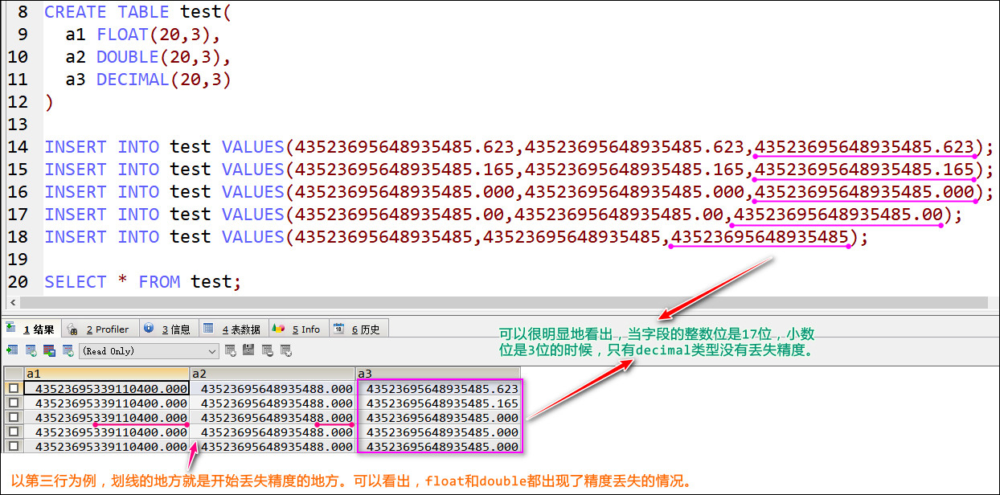 8 CREATE TABLE test(
9 a1 FLOAT(20,3),
10 a2 DOUBLE(20,3),
11 a3 DECIMAL(20,3)
12 )
13
14 INSERT INTO test VALUES(43523695648935485.623,43523695648935485.623,43523695648935485.623);
15 INSERT INTO test VALUES(43523695648935485.165,43523695648935485.165,43523695648935485.165);
16 INSERT INTO test VALUES(43523695648935485.000,43523695648935485.000,43523695648935485.000);
17 INSERT INTO test VALUES(43523695648935485.00,43523695648935485.00,43523695648935485.00);
18 INSERT INTO test VALUES(43523695648935485,43523695648935485,43523695648935485);
19
20 SELECT * FROM test;
1 结果 2 Profiler 3 信息 4 表数据 5 Info 6 历史
(Read Only)
可以很明显地看出，当字段的整数位是17位，小数
位是3位的时候，只有decimal类型没有丢失精度。
a1 a2 a3
43523695339110400.000 43523695648935488.000 43523695648935485.623
43523695339110400.000 43523695648935488.000 43523695648935485.165
43523695339110400.000 43523695648935488.000 43523695648935485.000
43523695339110400.000 43523695648935488.000 43523695648935485.000
43523695339110400.000 43523695648935488.000 43523695648935485.000
以第三行为例，划线的地方就是开始丢失精度的地方。可以看出，float和double都出现了精度丢失的情况。